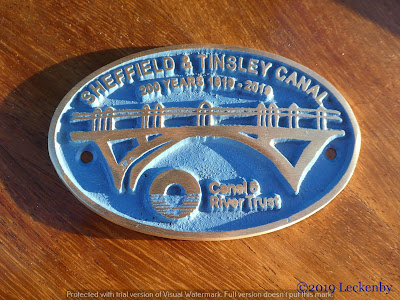 SHEFFIELD & TINSLEY CANAL
200 YEARS 1819 - 2019
Canal &
River Trust
Protected with trial version of Visual Watermark. Full version doesn't put this mark.
©2019 Leckenby